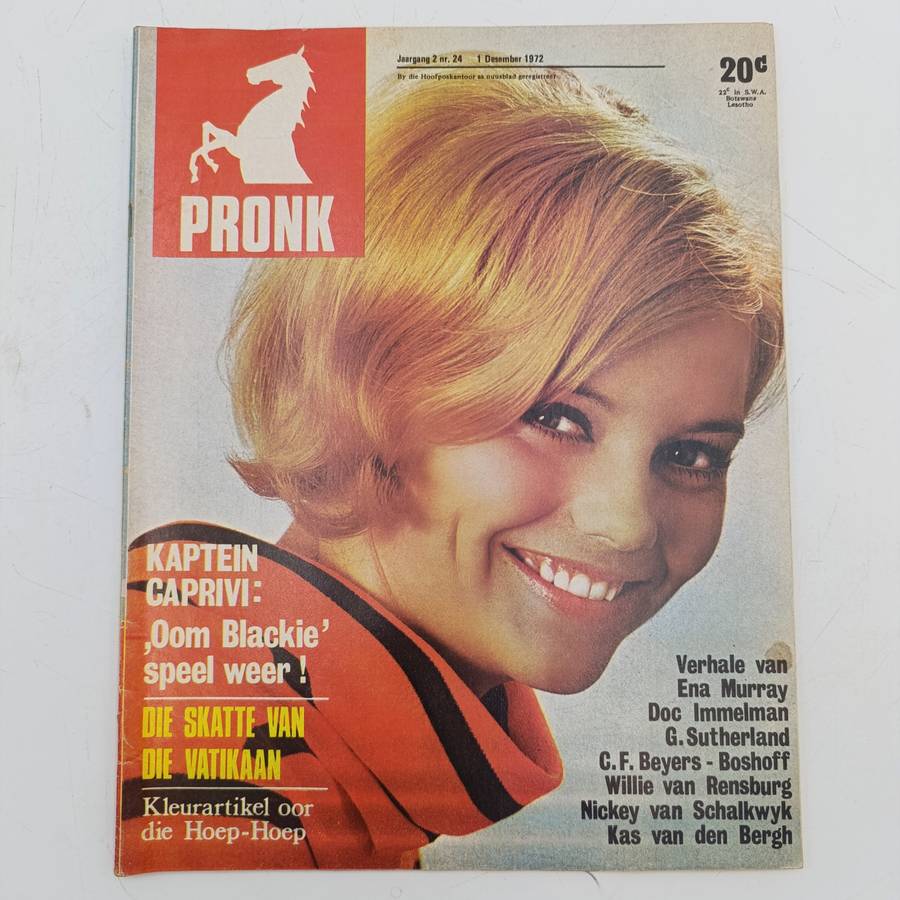 PRONK
Jaargang 2 nr. 24 1 Desember 1972
By die Hoofposkantoor as nuusblad geregistreer
20c
22c in S.W.A.
Botswana
Lesotho
KAPTEIN
CAPRIVI:
‚Oom Blackie’
speel weer !
DIE SKATTE VAN
DIE VATIKAAN
Kleurartikel oor
die Hoep-Hoep
Verhale van
Ena Murray
Doc Immelman
G. Sutherland
C. F. Beyers - Boshoff
Willie van Rensburg
Nickey van Schalkwyk
Kas van den Bergh